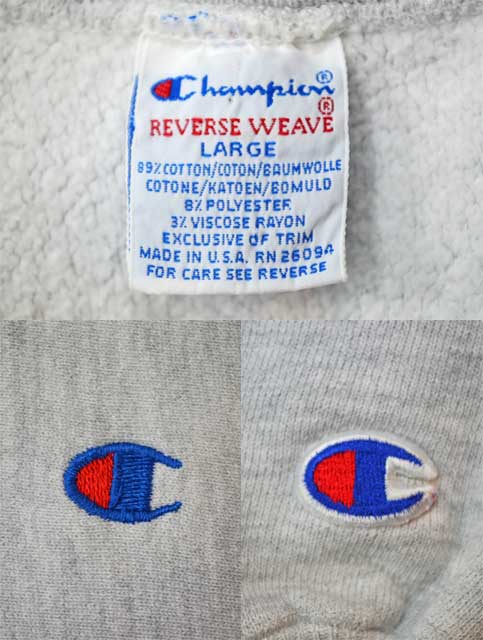 Champion®
REVERSE WEAVE®
LARGE
89% COTTON/COTON/BAUMWOLLE
COTONE/KATOEN/BOMULD
8% POLYESTER
3% VISCOSE RAYON
EXCLUSIVE OF TRIM
MADE IN U.S.A. RN 26094
FOR CARE SEE REVERSE